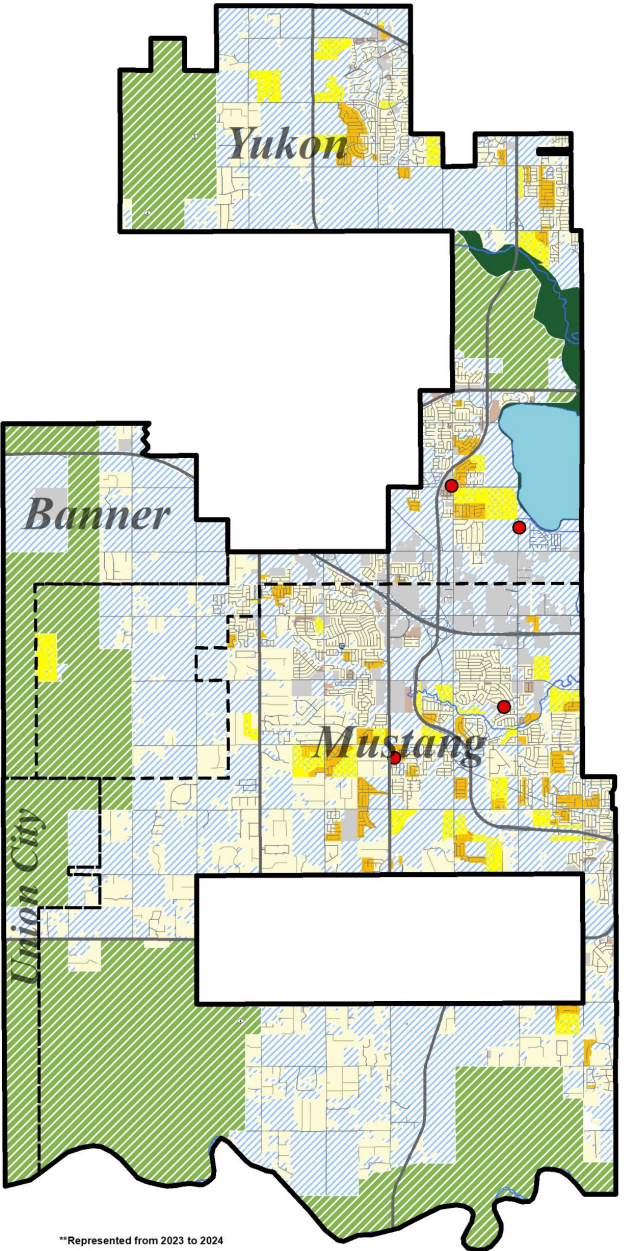 Yukon
Banner
Mustang
Union City
**Represented from 2023 to 2024